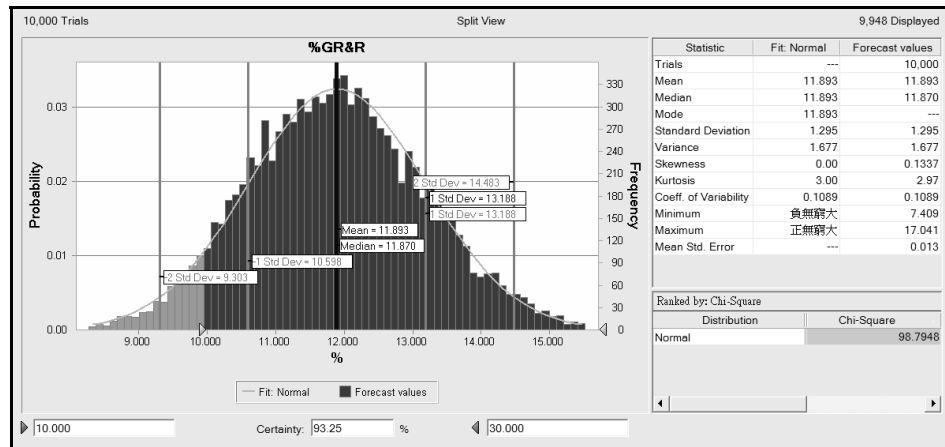 10,000 Trials Split View 9,948 Displayed
%GR&R
Probability
0.03
0.02
0.01
0.00
Frequency
330
300
270
240
210
180
150
120
90
60
30
0
2 Std Dev = 14.483
1 Std Dev = 13.188
1 Std Dev = 13.188
Mean = 11.893
Median = 11.870
-1 Std Dev = 10.598
-2 Std Dev = 9.303
9.000 10.000 11.000 12.000 13.000 14.000 15.000
%
Fit: Normal Forecast values
Statistic Fit: Normal Forecast values
Trials --- 10,000
Mean 11.893 11.893
Median 11.893 11.870
Mode 11.893 ---
Standard Deviation 1.295 1.295
Variance 1.677 1.677
Skewness 0.00 0.1337
Kurtosis 3.00 2.97
Coeff. of Variability 0.1089 0.1089
Minimum 負無窮大 7.409
Maximum 正無窮大 17.041
Mean Std. Error --- 0.013
Ranked by: Chi-Square
Distribution Chi-Square
Normal 98.7948
10.000 Certainty: 93.25 % 30.000